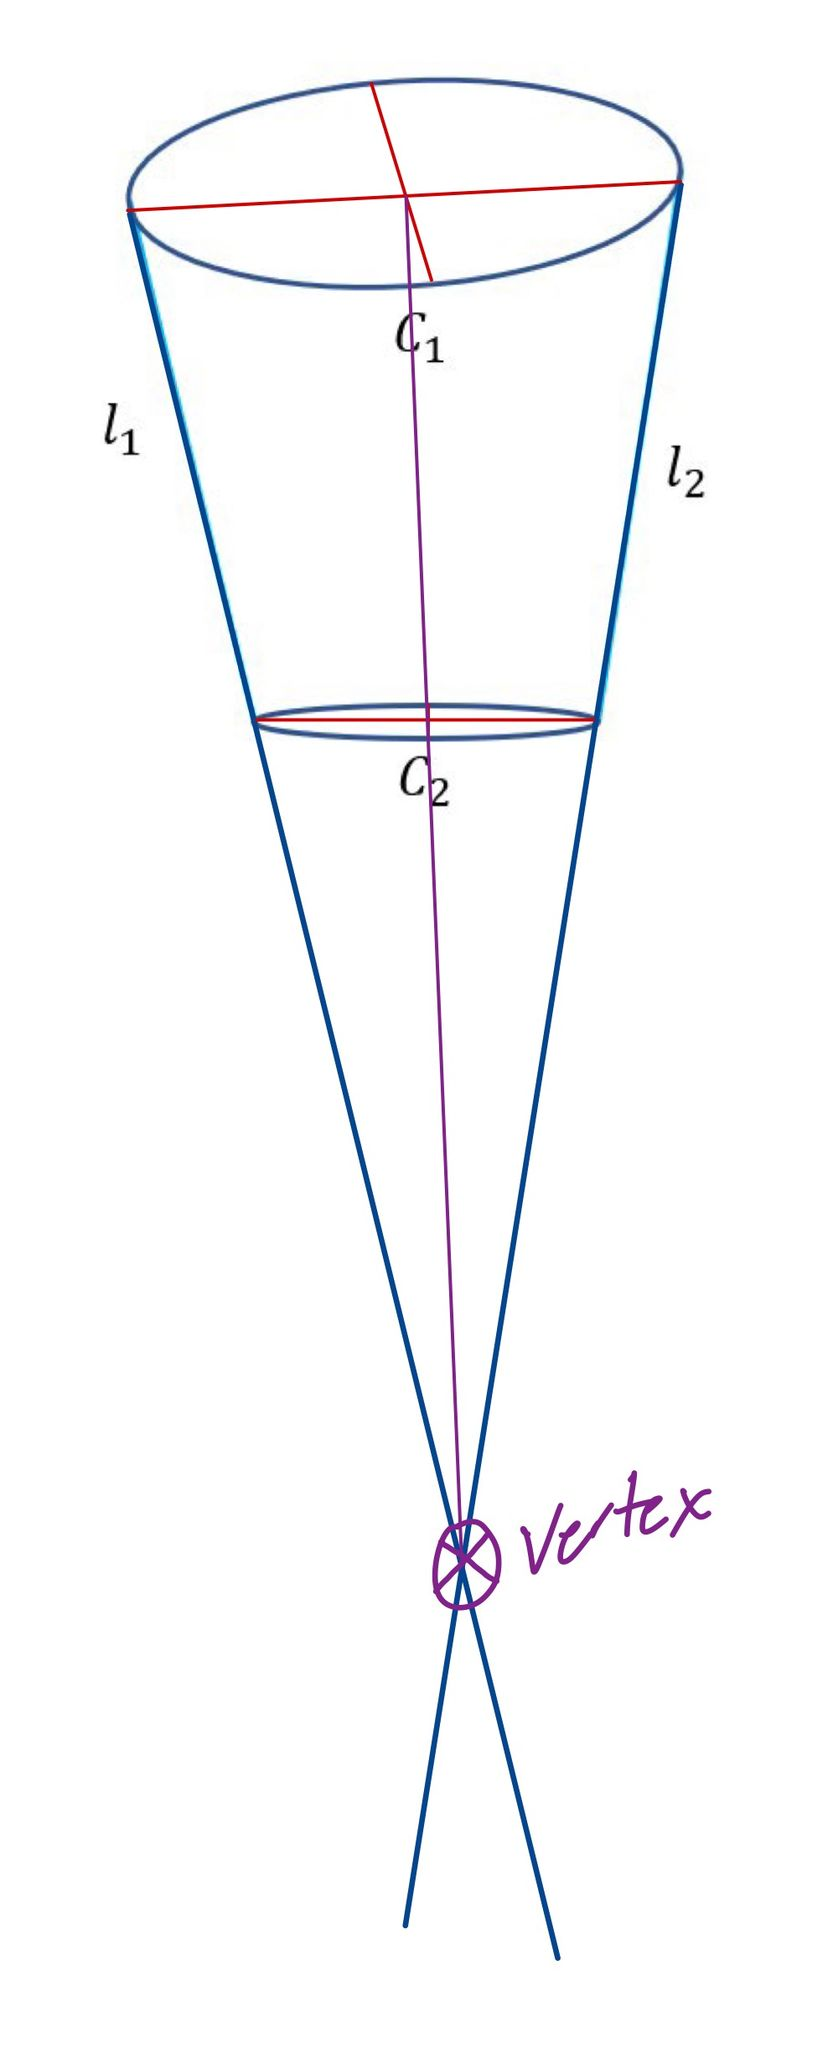 C₁
l₁
l₂
C₂
Vertex